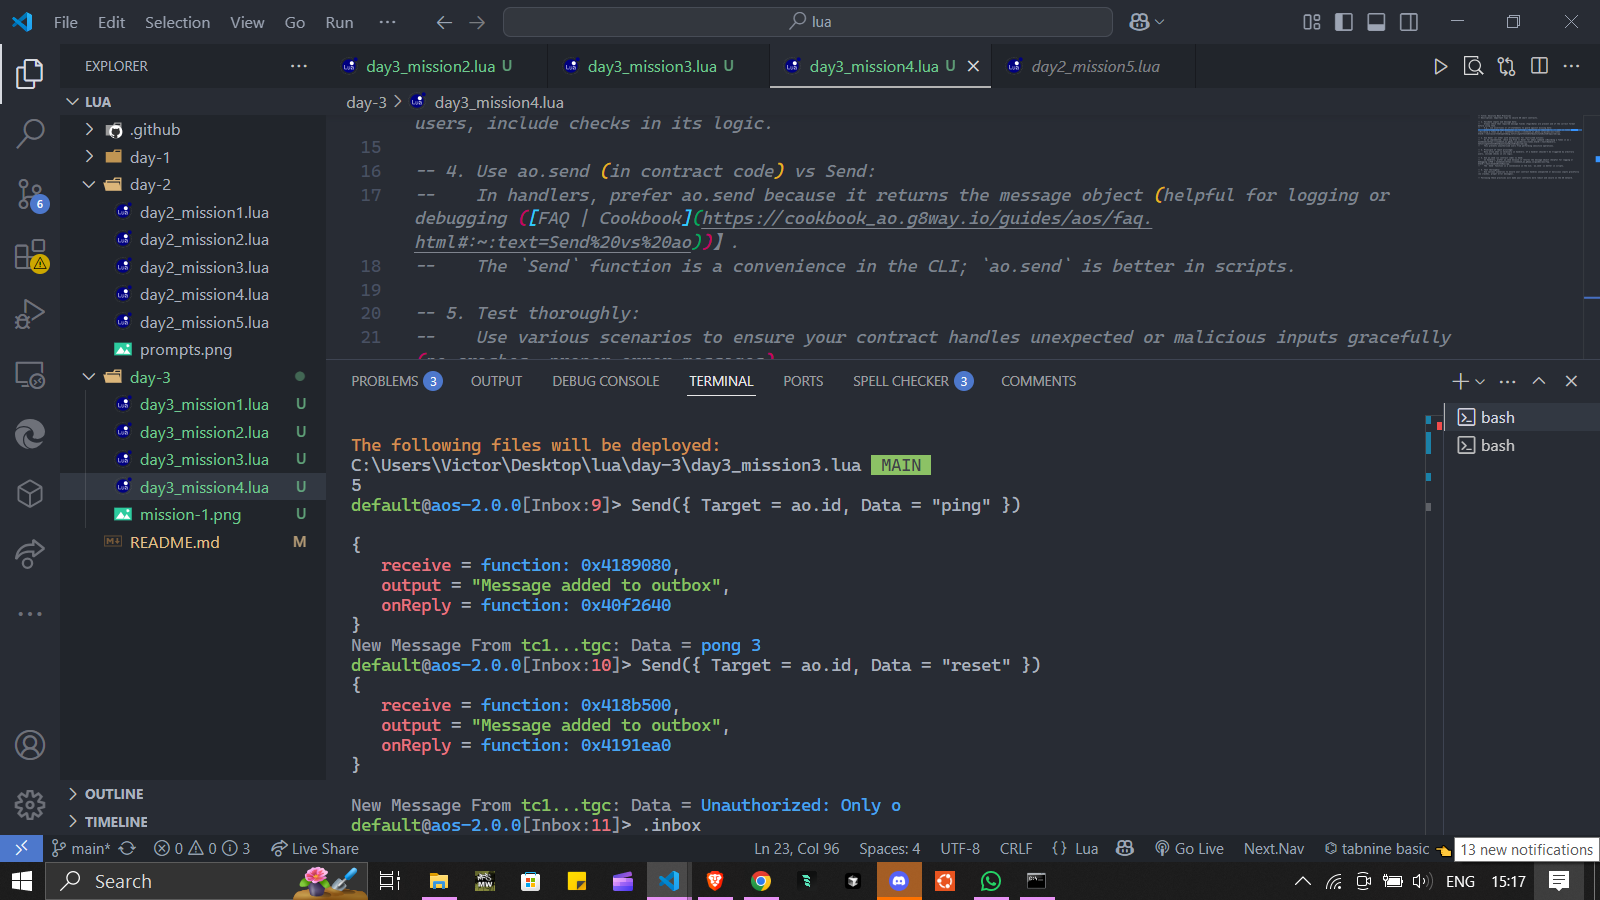 File Edit Selection View Go Run ··· lua
EXPLORER ···
LUA
.github
day-1
day-2
day2_mission1.lua
day2_mission2.lua
day2_mission3.lua
day2_mission4.lua
day2_mission5.lua
prompts.png
day-3
day3_mission1.lua U
day3_mission2.lua U
day3_mission3.lua U
day3_mission4.lua U
mission-1.png U
README.md M
OUTLINE
TIMELINE
6
day3_mission2.lua U day3_mission3.lua U day3_mission4.lua U day2_mission5.lua
day-3 > day3_mission4.lua
users, include checks in its logic.
15
16 -- 4. Use ao.send (in contract code) vs Send:
17 -- In handlers, prefer ao.send because it returns the message object (helpful for logging or
debugging ([FAQ | Cookbook](https://cookbook_ao.g8way.io/guides/aos/faq.
html#:~:text=Send%20vs%20ao))】.
18 -- The `Send` function is a convenience in the CLI; `ao.send` is better in scripts.
19
20 -- 5. Test thoroughly:
21 -- Use various scenarios to ensure your contract handles unexpected or malicious inputs gracefully
PROBLEMS 3 OUTPUT DEBUG CONSOLE TERMINAL PORTS SPELL CHECKER 3 COMMENTS
bash
bash
The following files will be deployed:
C:\Users\Victor\Desktop\lua\day-3\day3_mission3.lua MAIN
5
default@aos-2.0.0[Inbox:9]> Send({ Target = ao.id, Data = "ping" })
{
receive = function: 0x4189080,
output = "Message added to outbox",
onReply = function: 0x40f2640
}
New Message From tc1...tgc: Data = pong 3
default@aos-2.0.0[Inbox:10]> Send({ Target = ao.id, Data = "reset" })
{
receive = function: 0x418b500,
output = "Message added to outbox",
onReply = function: 0x4191ea0
}
New Message From tc1...tgc: Data = Unauthorized: Only o
default@aos-2.0.0[Inbox:11]> .inbox
main* 0 0 3 Live Share Ln 23, Col 96 Spaces: 4 UTF-8 CRLF {} Lua Go Live Next.Nav tabnine basic 13 new notifications
Search ENG 15:17